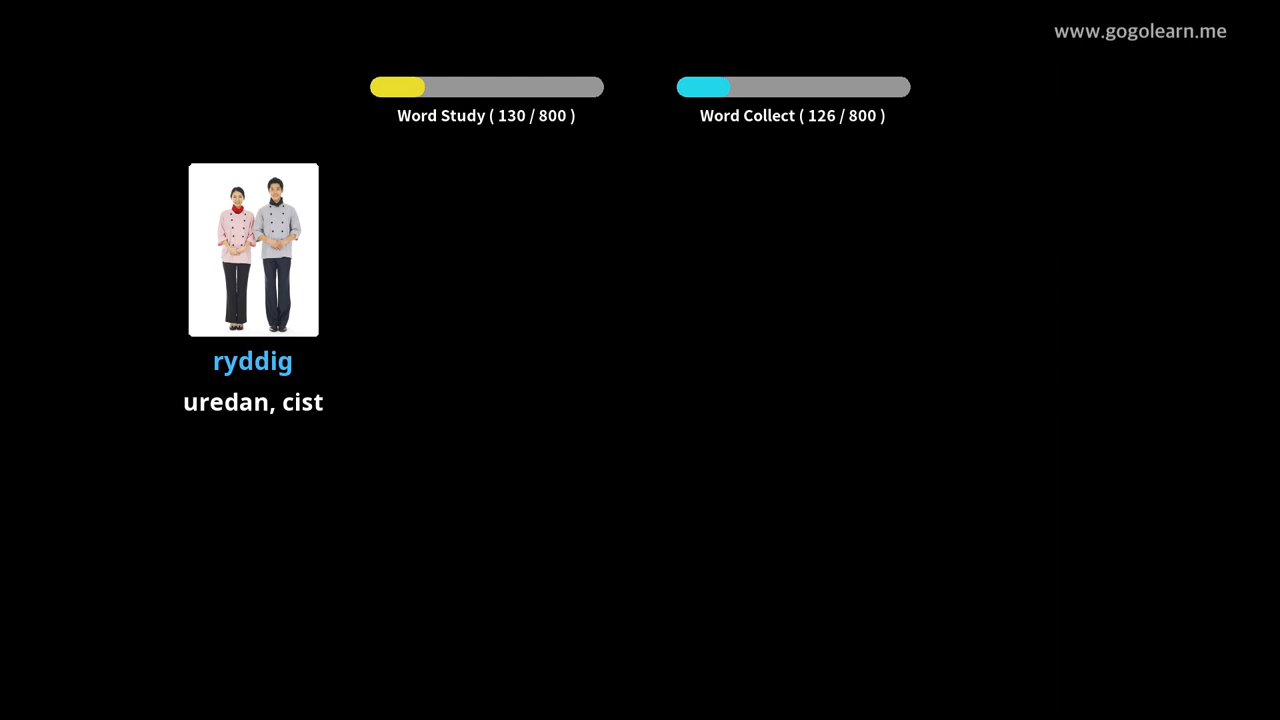 www.gogolearn.me
Word Study ( 130 / 800 )
Word Collect ( 126 / 800 )
ryddig
uredan, cist